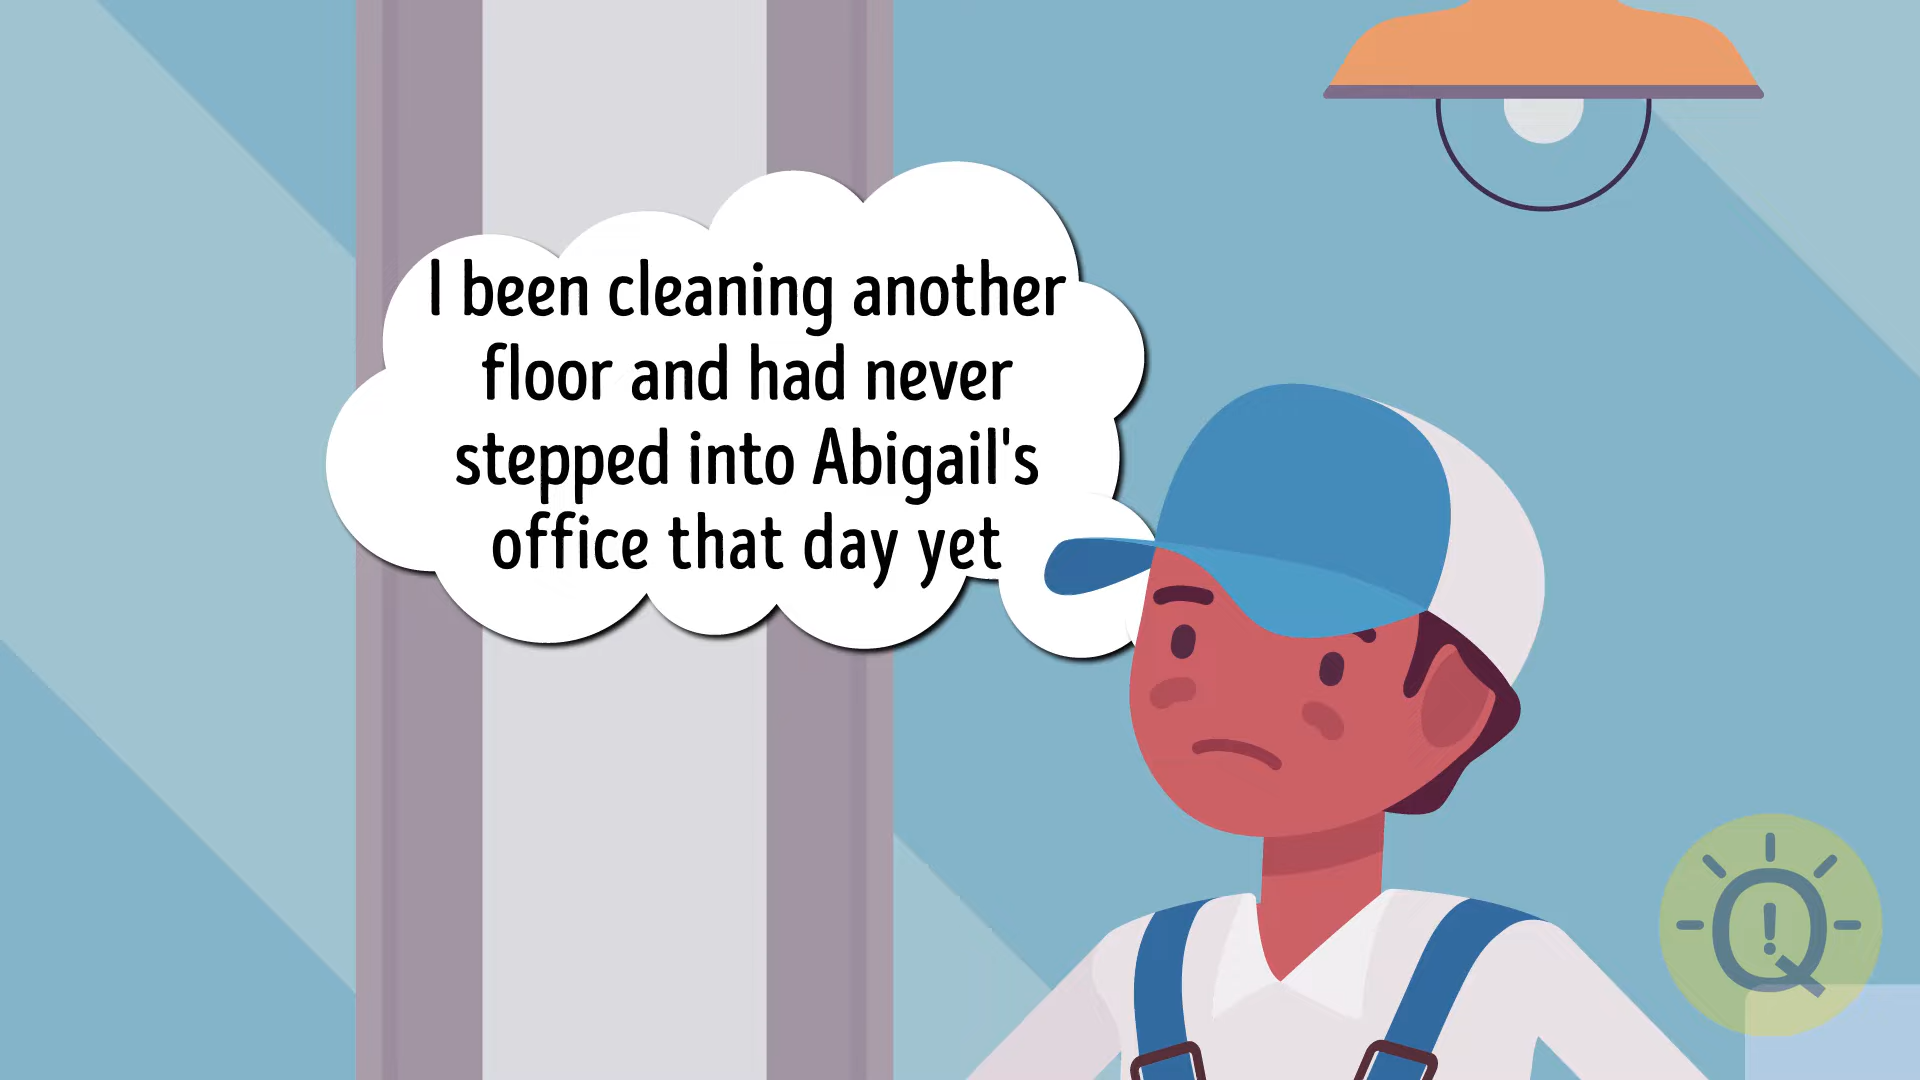 I been cleaning another
floor and had never
stepped into Abigail's
office that day yet
Q!